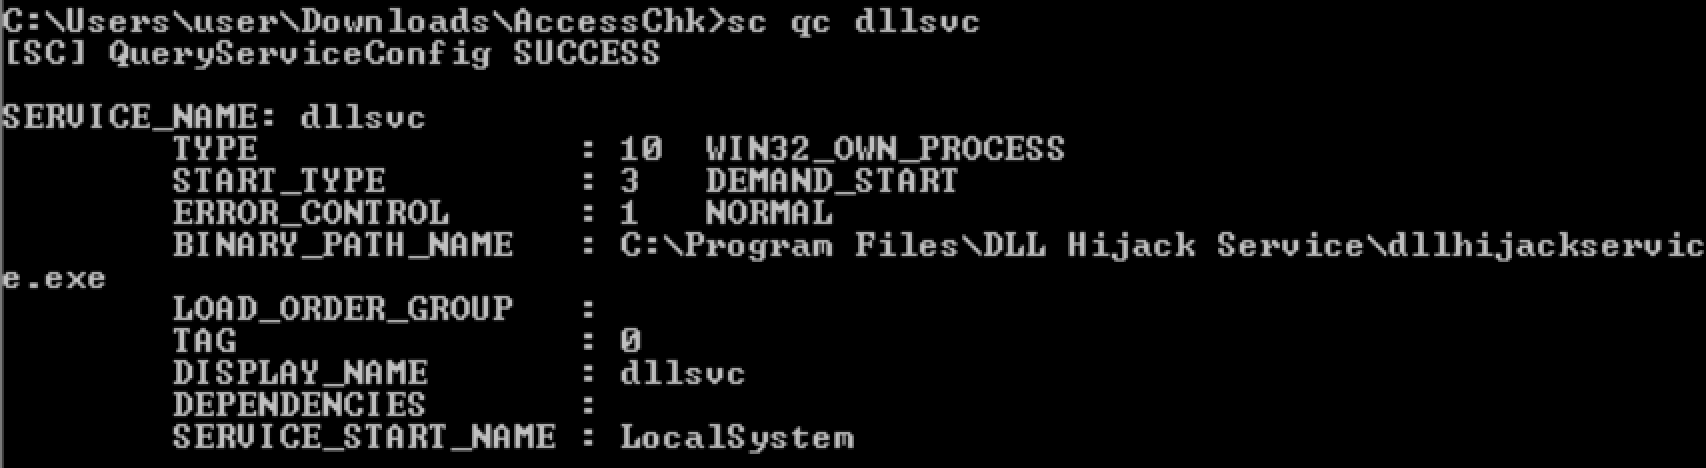 C:\Users\user\Downloads\AccessChk>sc qc dllsvc
[SC] QueryServiceConfig SUCCESS
SERVICE_NAME: dllsvc
TYPE : 10 WIN32_OWN_PROCESS
START_TYPE : 3 DEMAND_START
ERROR_CONTROL : 1 NORMAL
BINARY_PATH_NAME : C:\Program Files\DLL Hijack Service\dllhijackservic
e.exe
LOAD_ORDER_GROUP :
TAG : 0
DISPLAY_NAME : dllsvc
DEPENDENCIES :
SERVICE_START_NAME : LocalSystem